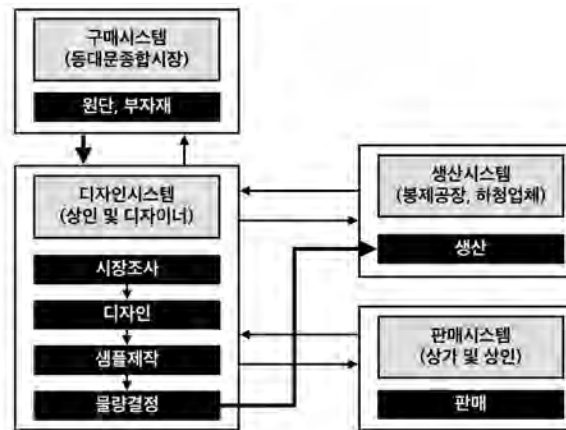 구매시스템
(동대문종합시장)
원단, 부자재
디자인시스템
(상인 및 디자이너)
시장조사
디자인
샘플제작
물량결정
생산시스템
(봉제공장, 하청업체)
생산
판매시스템
(상가 및 상인)
판매